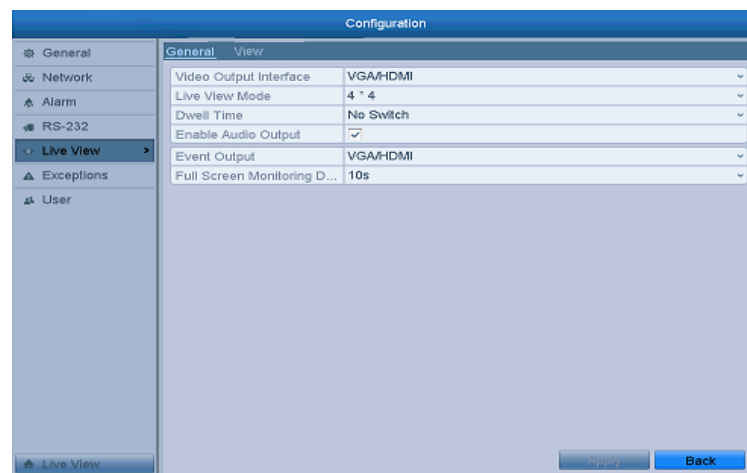 Configuration
General
Network
Alarm
RS-232
Live View >
Exceptions
User
Live View
General View
Video Output Interface VGA/HDMI
Live View Mode 4 * 4
Dwell Time No Switch
Enable Audio Output
Event Output VGA/HDMI
Full Screen Monitoring D... 10s
Apply Back